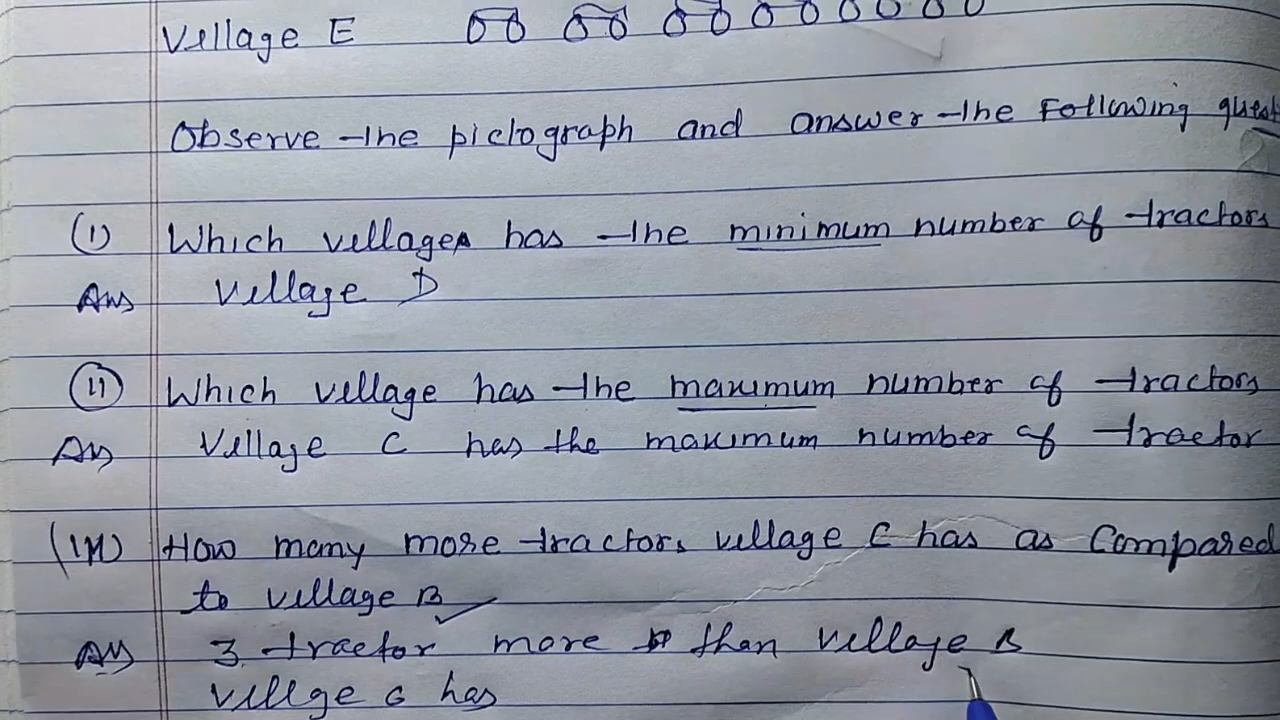 Village E
Observe the pictograph and answer the Following quest
(I) Which village has the minimum number of tractors
Ans Village D
(II) Which village has the maximum number of tractors
Ans Village C has the maximum number of tractor
(III) How many more tractors village C has as Compared
to village B
Ans 3 tractor more than village B
villge C has